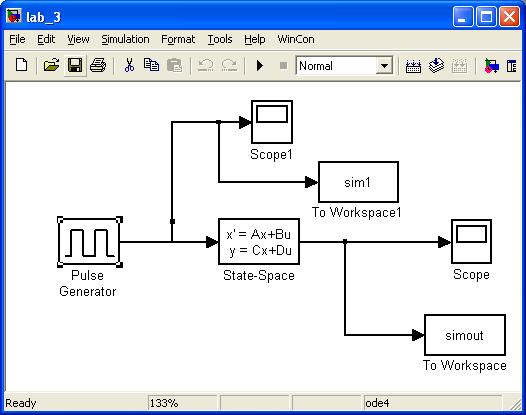 lab_3
File Edit View Simulation Format Tools Help WinCon
Normal
Scope1
sim1
To Workspace1
x' = Ax+Bu
y = Cx+Du
Pulse
Generator
State-Space
Scope
simout
To Workspace
Ready 133% ode4